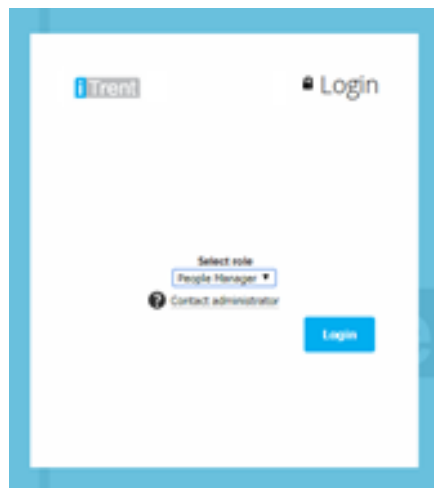 iTrent
Login
Select role
People Manager
Contact administrator
Login